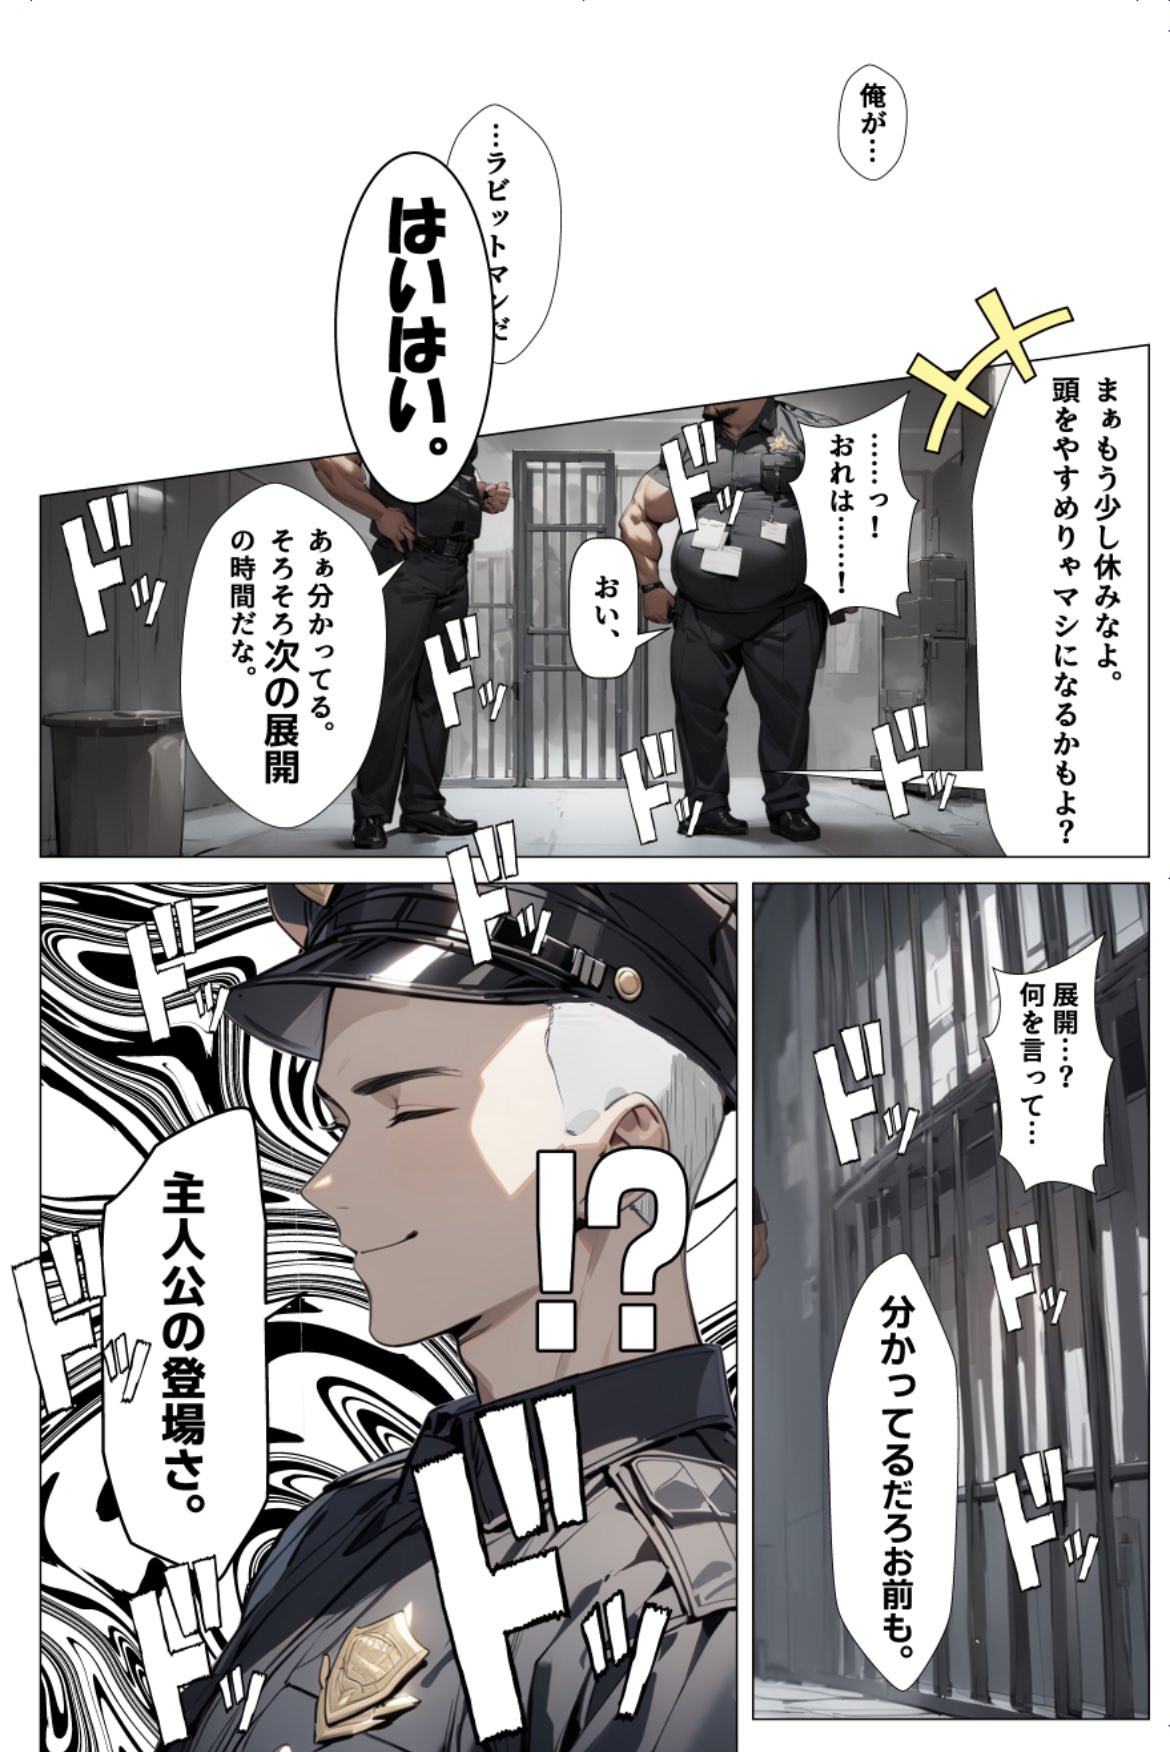 俺が…
…ラビットマンだ
はいはい。
まぁもう少し休みなよ。
頭をやすめりゃマシになるかもよ？
……っ！
おれは……！
おい、
あぁ分かってる。
そろそろ次の展開
の時間だな。
ドッ
ドッ
ドッ
ドッ
ドッ
展開…？
何を言って…
分かってるだろお前も。
ドッ
ドッ
ドッ
ドッ
ドッ
!?
主人公の登場さ。
ドッ
ドッ
ドッ